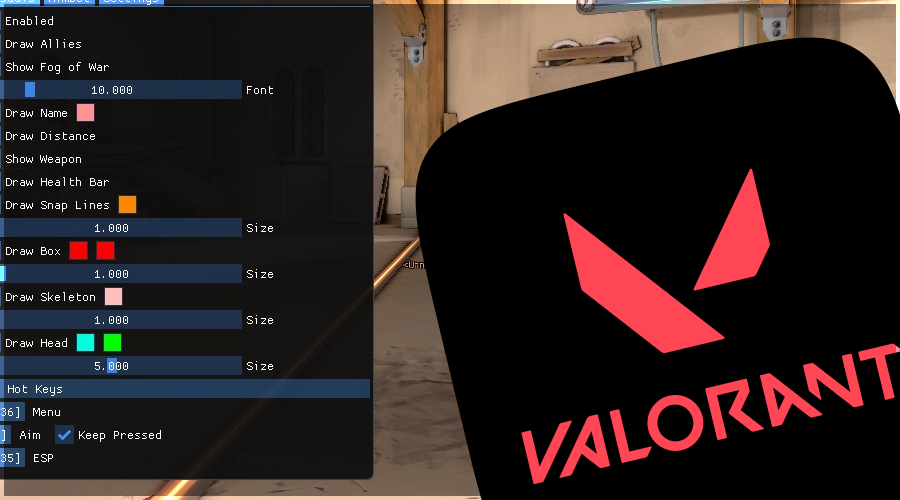 Enabled
Draw Allies
Show Fog of War
10.000 Font
Draw Name
Draw Distance
Show Weapon
Draw Health Bar
Draw Snap Lines
1.000 Size
Draw Box
1.000 Size
Draw Skeleton
1.000 Size
Draw Head
5.000 Size
Hot Keys
36] Menu
] Aim Keep Pressed
35] ESP
VALORANT